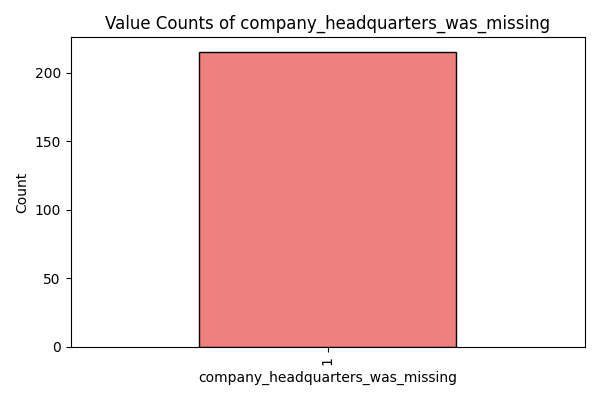 Value Counts of company_headquarters_was_missing
200
150
100
50
0
Count
1
company_headquarters_was_missing